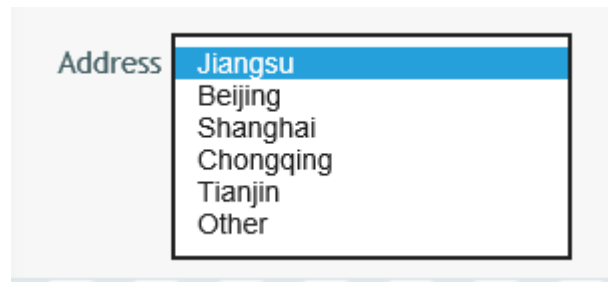 Address Jiangsu
Beijing
Shanghai
Chongqing
Tianjin
Other